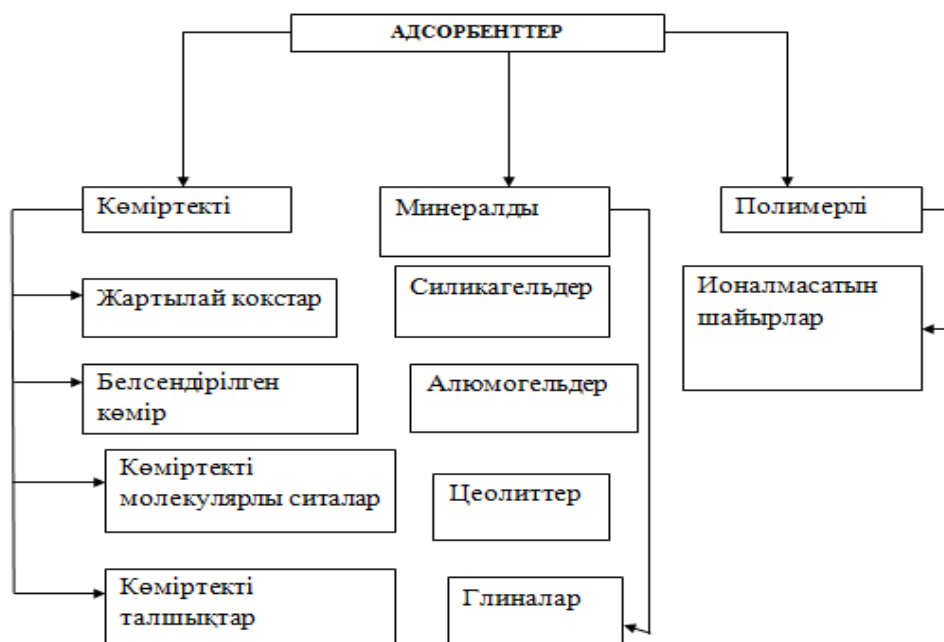 АДСОРБЕНТТЕР
Көміртекті
Минералды
Полимерлі
Жартылай кокстар
Силикагельдер
Ионалмасатын
шайырлар
Белсендірілген
көмір
Алюмогельдер
Көміртекті
молекулярлы ситалар
Цеолиттер
Көміртекті
талшықтар
Глиналар